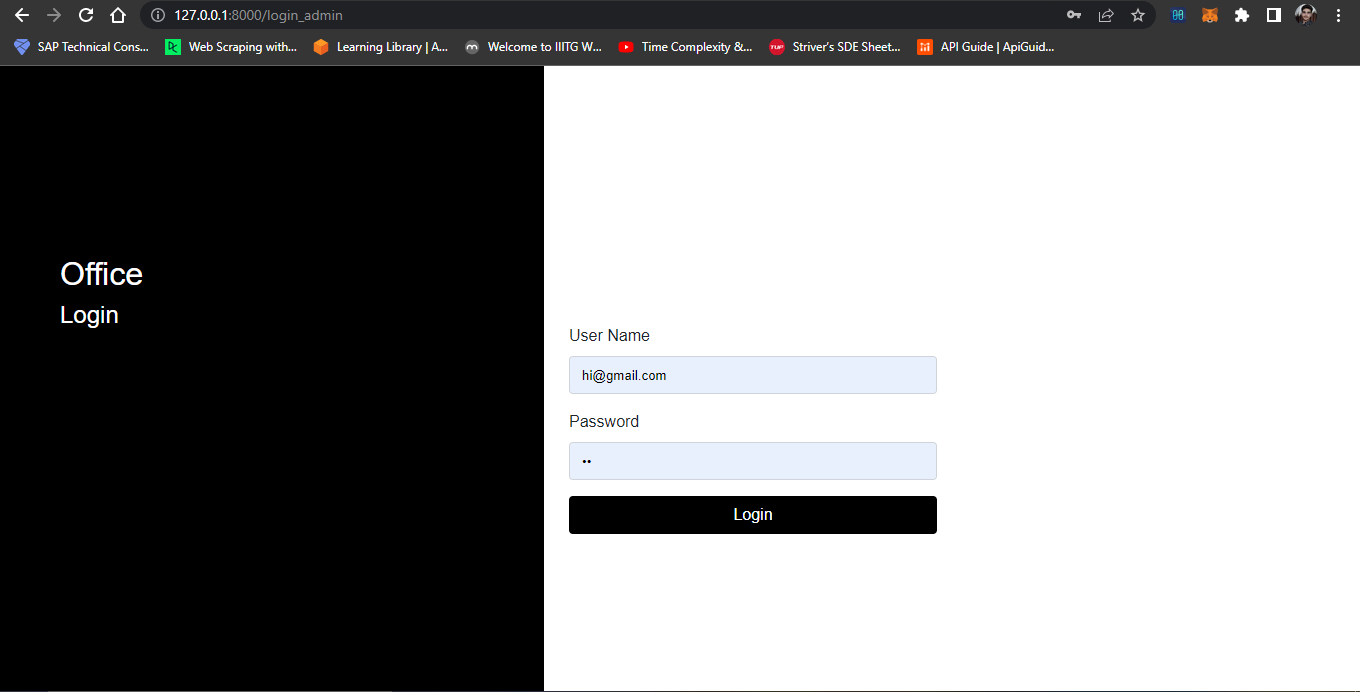 127.0.0.1:8000/login_admin
SAP Technical Cons... Web Scraping with... Learning Library | A... Welcome to IIITG W... Time Complexity &... Striver's SDE Sheet... API Guide | ApiGuid...
Office
Login
User Name
hi@gmail.com
Password
••
Login